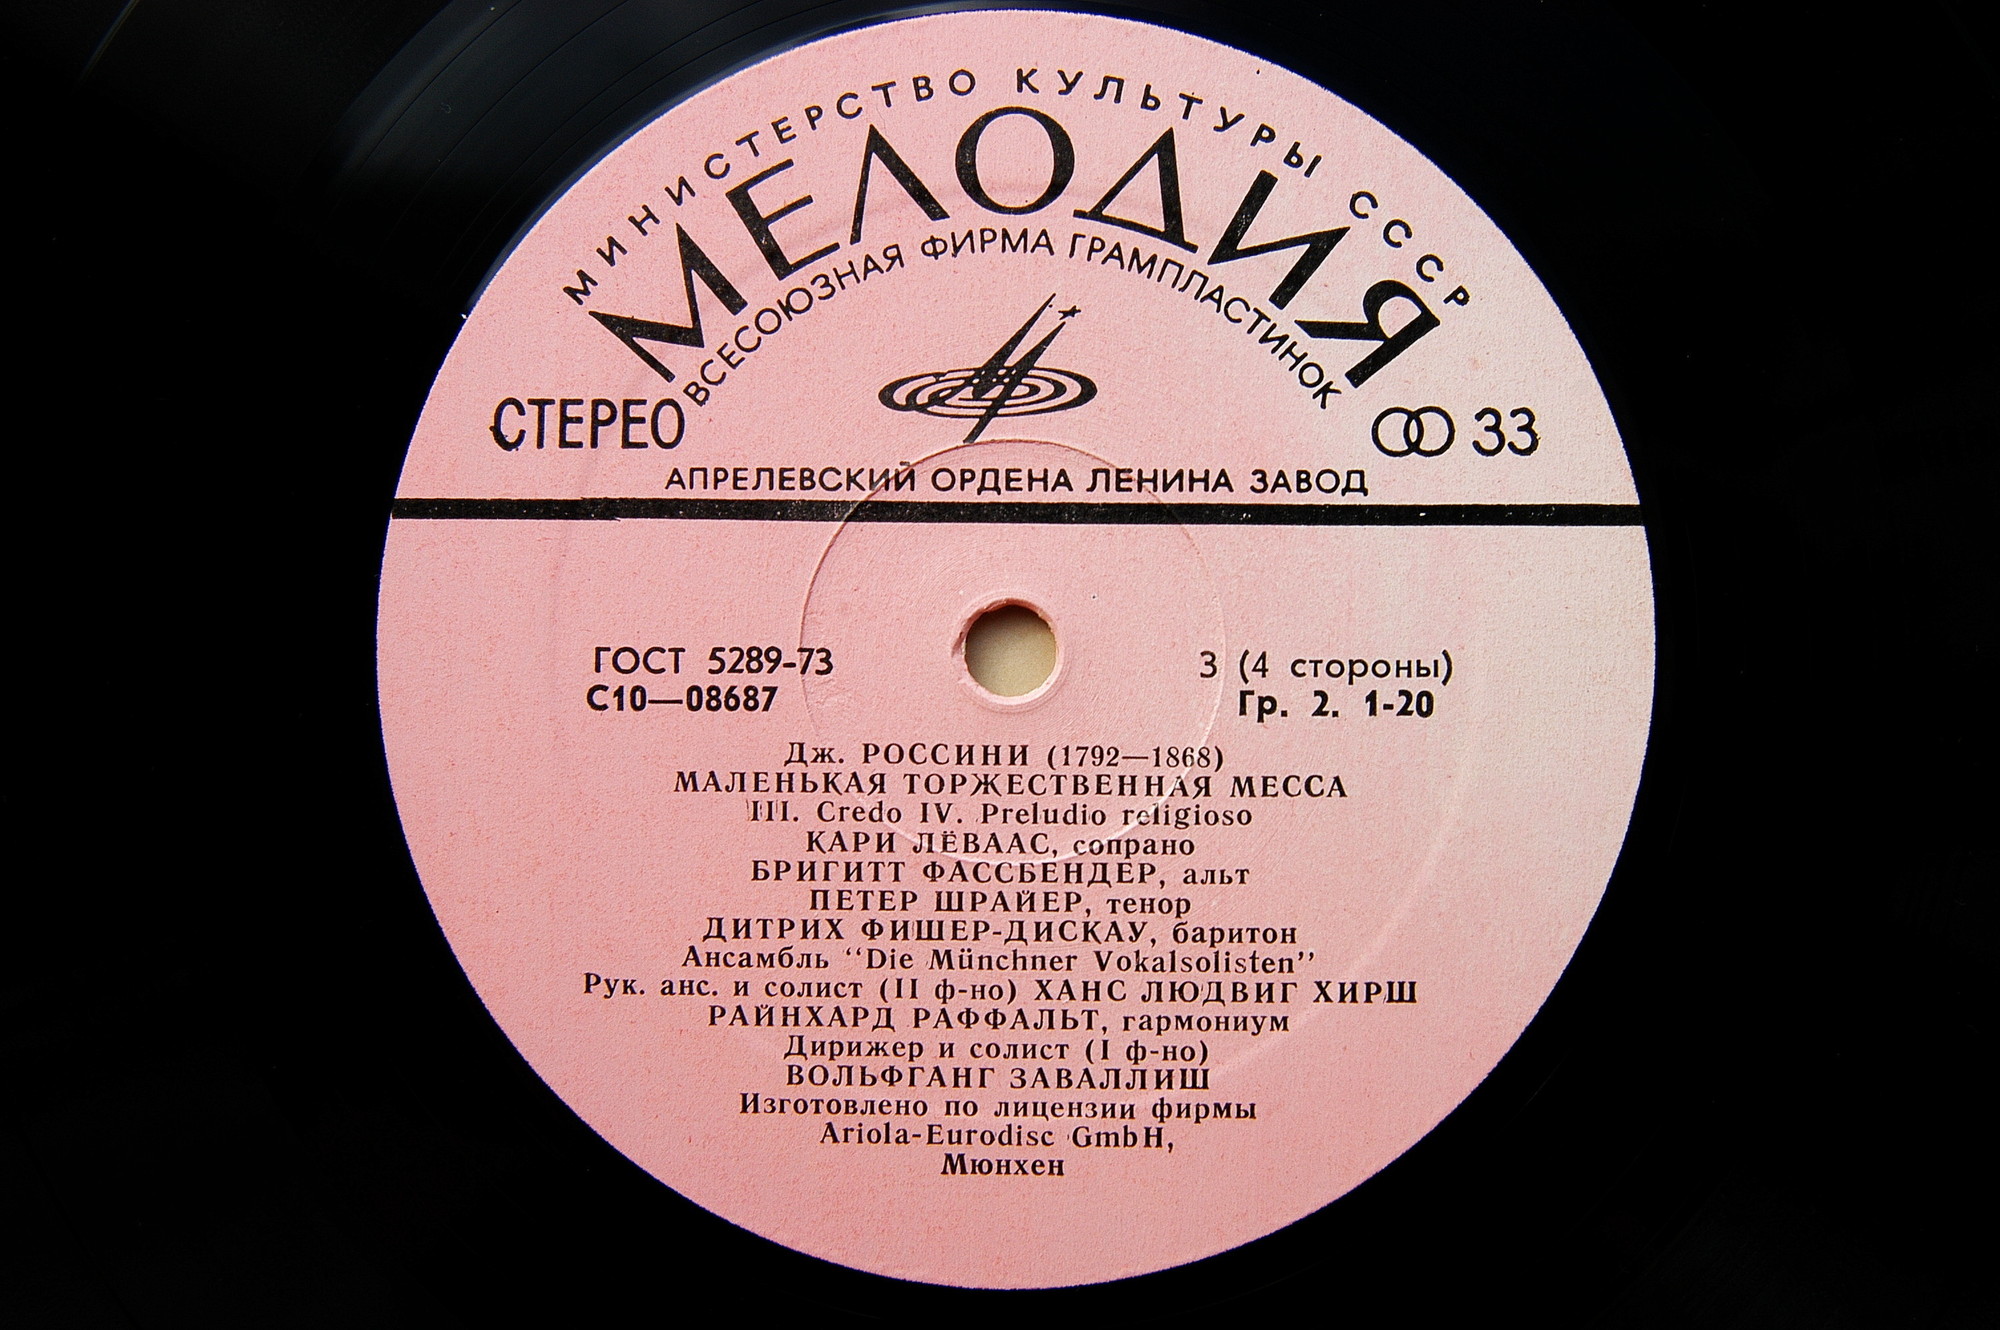 МИНИСТЕРСТВО КУЛЬТУРЫ СССР
МЕЛОДИЯ
ВСЕСОЮЗНАЯ ФИРМА ГРАМПЛАСТИНОК
СТЕРЕО
33
АПРЕЛЕВСКИЙ ОРДЕНА ЛЕНИНА ЗАВОД
ГОСТ 5289-73
С10—08687
3 (4 стороны)
Гр. 2. 1-20
Дж. РОССИНИ (1792—1868)
МАЛЕНЬКАЯ ТОРЖЕСТВЕННАЯ МЕССА
III. Credo IV. Preludio religioso
КАРИ ЛЁВААС, сопрано
БРИГИТТ ФАССБЕНДЕР, альт
ПЕТЕР ШРАЙЕР, тенор
ДИТРИХ ФИШЕР-ДИСКАУ, баритон
Ансамбль “Die Münchner Vokalsolisten”
Рук. анс. и солист (II ф-но) ХАНС ЛЮДВИГ ХИРШ
РАЙНХАРД РАФФАЛЬТ, гармониум
Дирижер и солист (I ф-но)
ВОЛЬФГАНГ ЗАВАЛЛИШ
Изготовлено по лицензии фирмы
Ariola-Eurodisc GmbH,
Мюнхен